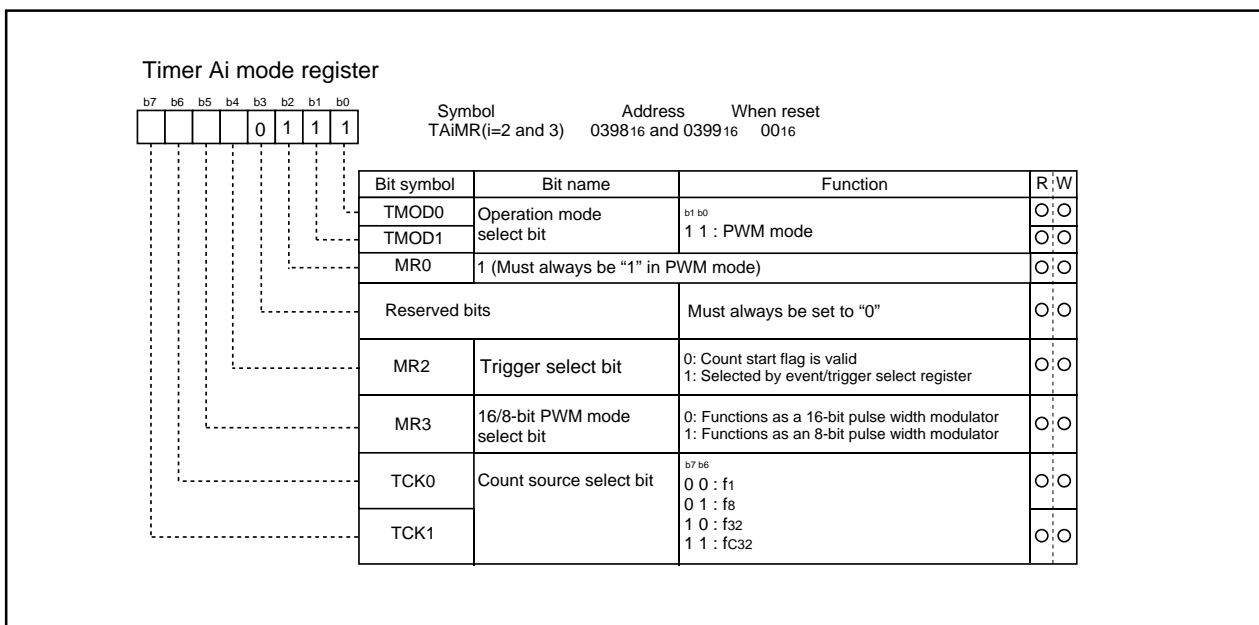 Timer Ai mode register
b7 b6 b5 b4 b3 b2 b1 b0
0 1 1 1
Symbol Address When reset
TAiMR(i=2 and 3) 039816 and 039916 0016
Bit symbol Bit name Function R W
TMOD0 Operation mode select bit b1 b0
TMOD1 1 1 : PWM mode
MR0 1 (Must always be “1” in PWM mode)
Reserved bits Must always be set to “0”
MR2 Trigger select bit 0: Count start flag is valid
1: Selected by event/trigger select register
MR3 16/8-bit PWM mode select bit 0: Functions as a 16-bit pulse width modulator
1: Functions as an 8-bit pulse width modulator
TCK0 Count source select bit b7 b6
0 0 : f1
0 1 : f8
TCK1 1 0 : f32
1 1 : fC32